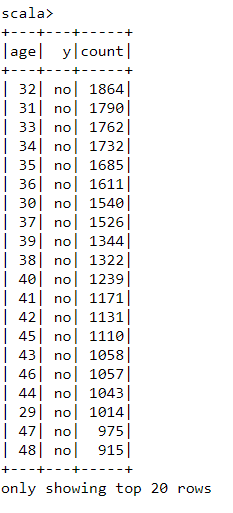 scala>
+---+---+-----+
|age|  y|count|
+---+---+-----+
| 32| no| 1864|
| 31| no| 1790|
| 33| no| 1762|
| 34| no| 1732|
| 35| no| 1685|
| 36| no| 1611|
| 30| no| 1540|
| 37| no| 1526|
| 39| no| 1344|
| 38| no| 1322|
| 40| no| 1239|
| 41| no| 1171|
| 42| no| 1131|
| 45| no| 1110|
| 43| no| 1058|
| 46| no| 1057|
| 44| no| 1043|
| 29| no| 1014|
| 47| no|  975|
| 48| no|  915|
+---+---+-----+
only showing top 20 rows